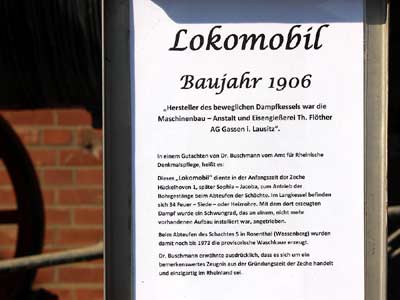 Lokomobil
Baujahr 1906
„Hersteller des beweglichen Dampfkessels war die
Maschinenbau – Anstalt und Eisengießerei Th. Flöther
AG Gassen i. Lausitz“.
In einem Gutachten von Dr. Buschmann vom Amt für Rheinische
Denkmalspflege, heißt es:
Dieses „Lokomobil“ diente in der Anfangszeit der Zeche
Hückelhoven 1, später Sophia – Jacoba, zum Antrieb der
Bohrgestänge beim Abteufen der Schächte. Im Langkessel befinden
sich 34 Feuer – Siede – oder Heizrohre. Mit dem dort erzeugten
Dampf wurde ein Schwungrad, das an einem, nicht mehr
vorhandenen Aufbau installiert war, angetrieben.
Beim Abteufen des Schachtes 5 in Rosenthal (Wassenberg) wurden
damit noch bis 1972 die provisorische Waschkaue erzeugt.
Dr. Buschmann erwähnte ausdrücklich, dass es sich um ein
bemerkenswertes Zeugnis aus der Gründungszeit der Zeche handelt
und einzigartig im Rheinland sei.